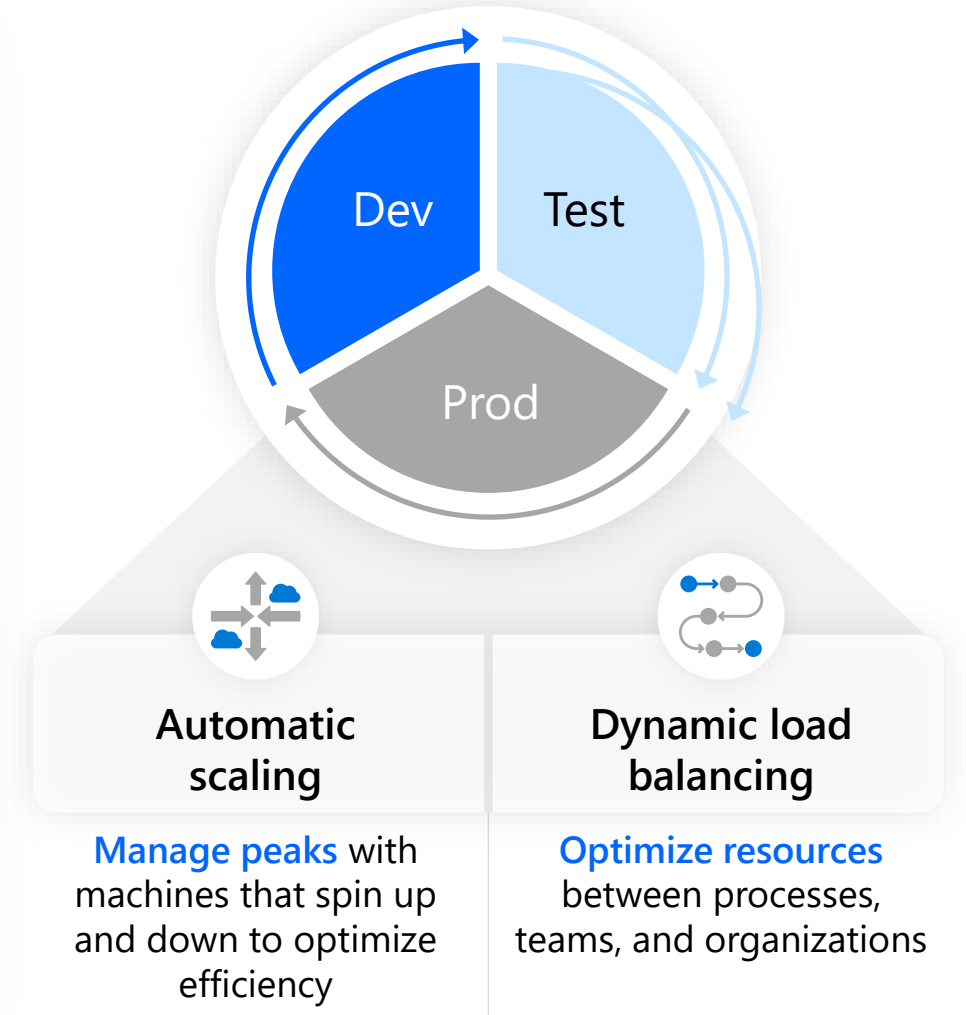 Dev
Test
Prod
Automatic
scaling
Manage peaks with
machines that spin up
and down to optimize
efficiency
Dynamic load
balancing
Optimize resources
between processes,
teams, and organizations